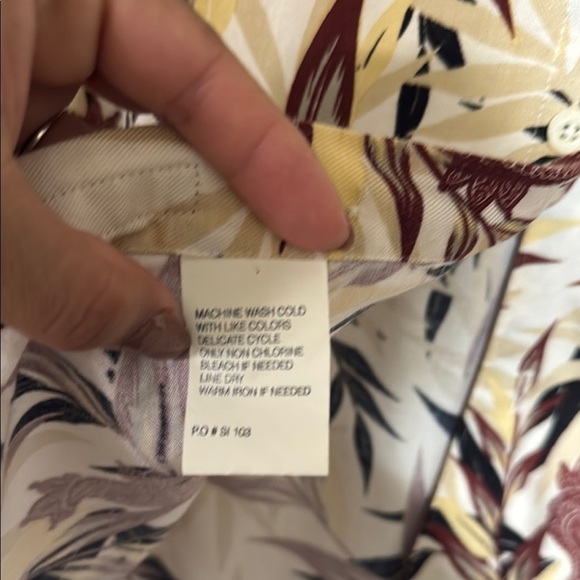 MACHINE WASH COLD
WITH LIKE COLORS
DELICATE CYCLE
ONLY NON CHLORINE
BLEACH IF NEEDED
LINE DRY
WARM IRON IF NEEDED
P.O # SI 103